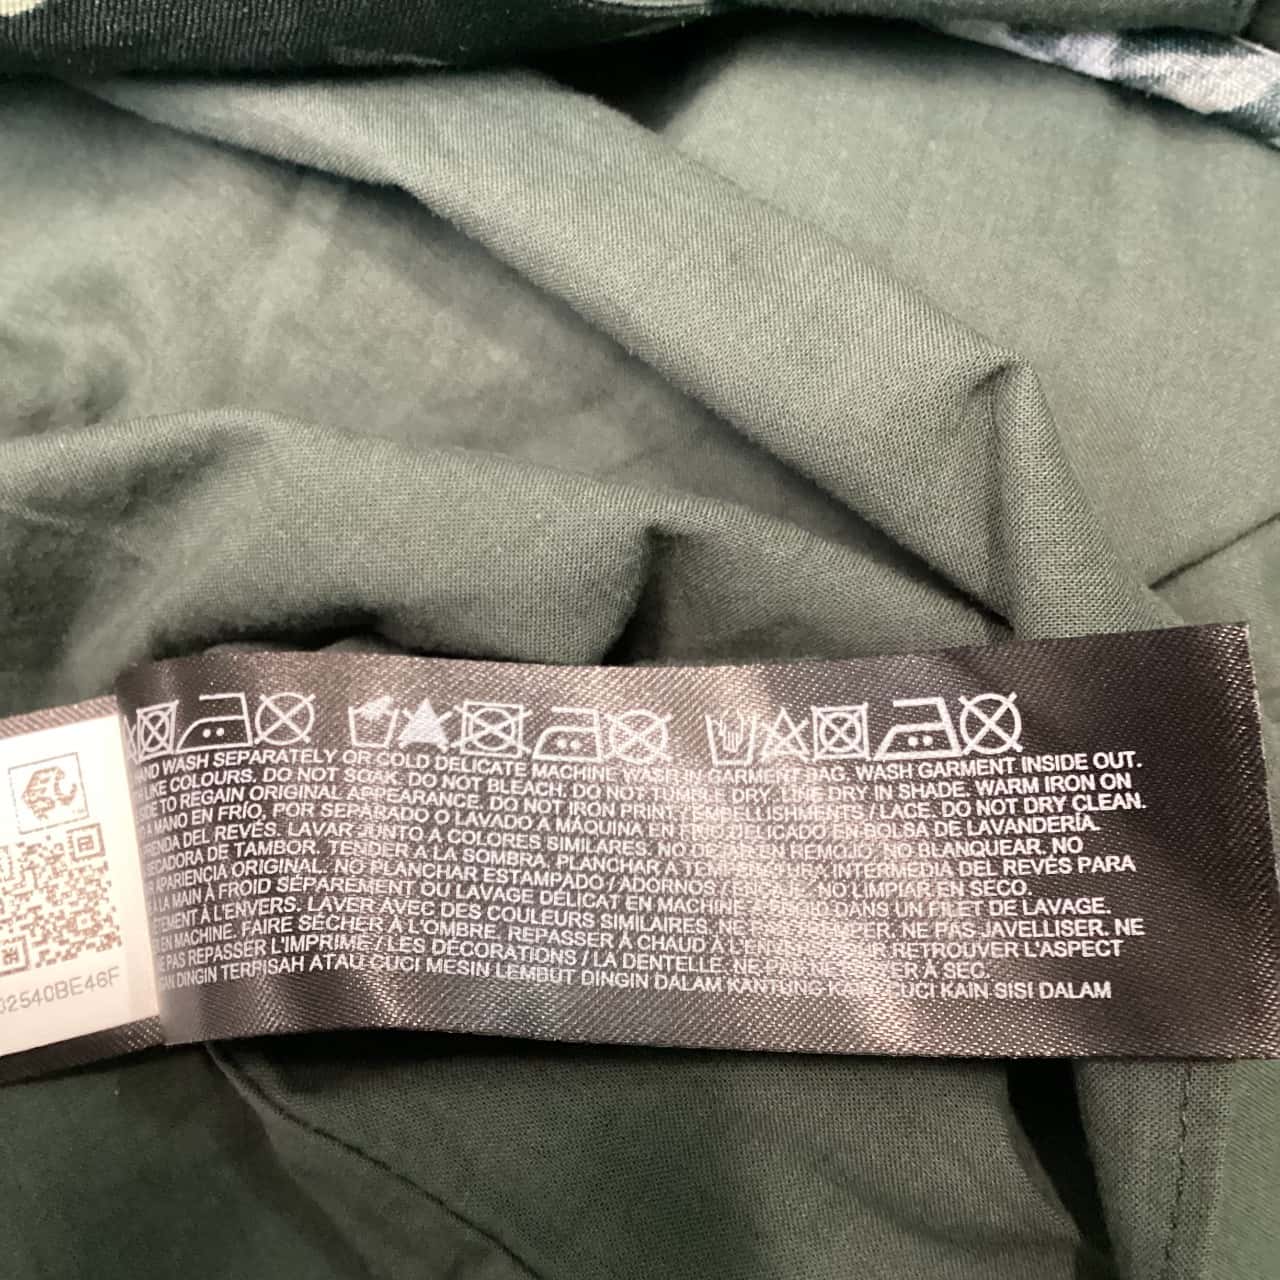 HAND WASH SEPARATELY OR COLD DELICATE MACHINE WASH IN GARMENT BAG. WASH GARMENT INSIDE OUT.
LIKE COLOURS. DO NOT SOAK. DO NOT BLEACH. DO NOT TUMBLE DRY. LINE DRY IN SHADE. WARM IRON ON
TO REGAIN ORIGINAL APPEARANCE. DO NOT IRON PRINT / EMBELLISHMENTS / LACE. DO NOT DRY CLEAN.
A MANO EN FRÍO, POR SEPARADO O LAVADO A MÁQUINA EN FRIO DELICADO EN BOLSA DE LAVANDERÍA.
DEL REVÉS. LAVAR JUNTO A COLORES SIMILARES. NO DEJAR EN REMOJO. NO BLANQUEAR. NO
DE TAMBOR. TENDER A LA SOMBRA. PLANCHAR A TEMPERATURA INTERMEDIA DEL REVÉS PARA
APARIENCIA ORIGINAL. NO PLANCHAR ESTAMPADO / ADORNOS / ENCAJE. NO LIMPIAR EN SECO.
LA MAIN À FROID SÉPAREMENT OU LAVAGE DÉLICAT EN MACHINE À FROID DANS UN FILET DE LAVAGE.
À L'ENVERS. LAVER AVEC DES COULEURS SIMILAIRES. NE PAS TREMPER. NE PAS JAVELLISER. NE
EN MACHINE. FAIRE SÉCHER À L'OMBRE. REPASSER À CHAUD À L'ENVERS POUR RETROUVER L'ASPECT
NE PAS REPASSER L'IMPRIMÉ / LES DÉCORATIONS / LA DENTELLE. NE PAS NETTOYER À SEC.
DINGIN TERPISAH ATAU CUCI MESIN LEMBUT DINGIN DALAM KANTUNG KAIN. CUCI KAIN SISI DALAM
02540BE46F